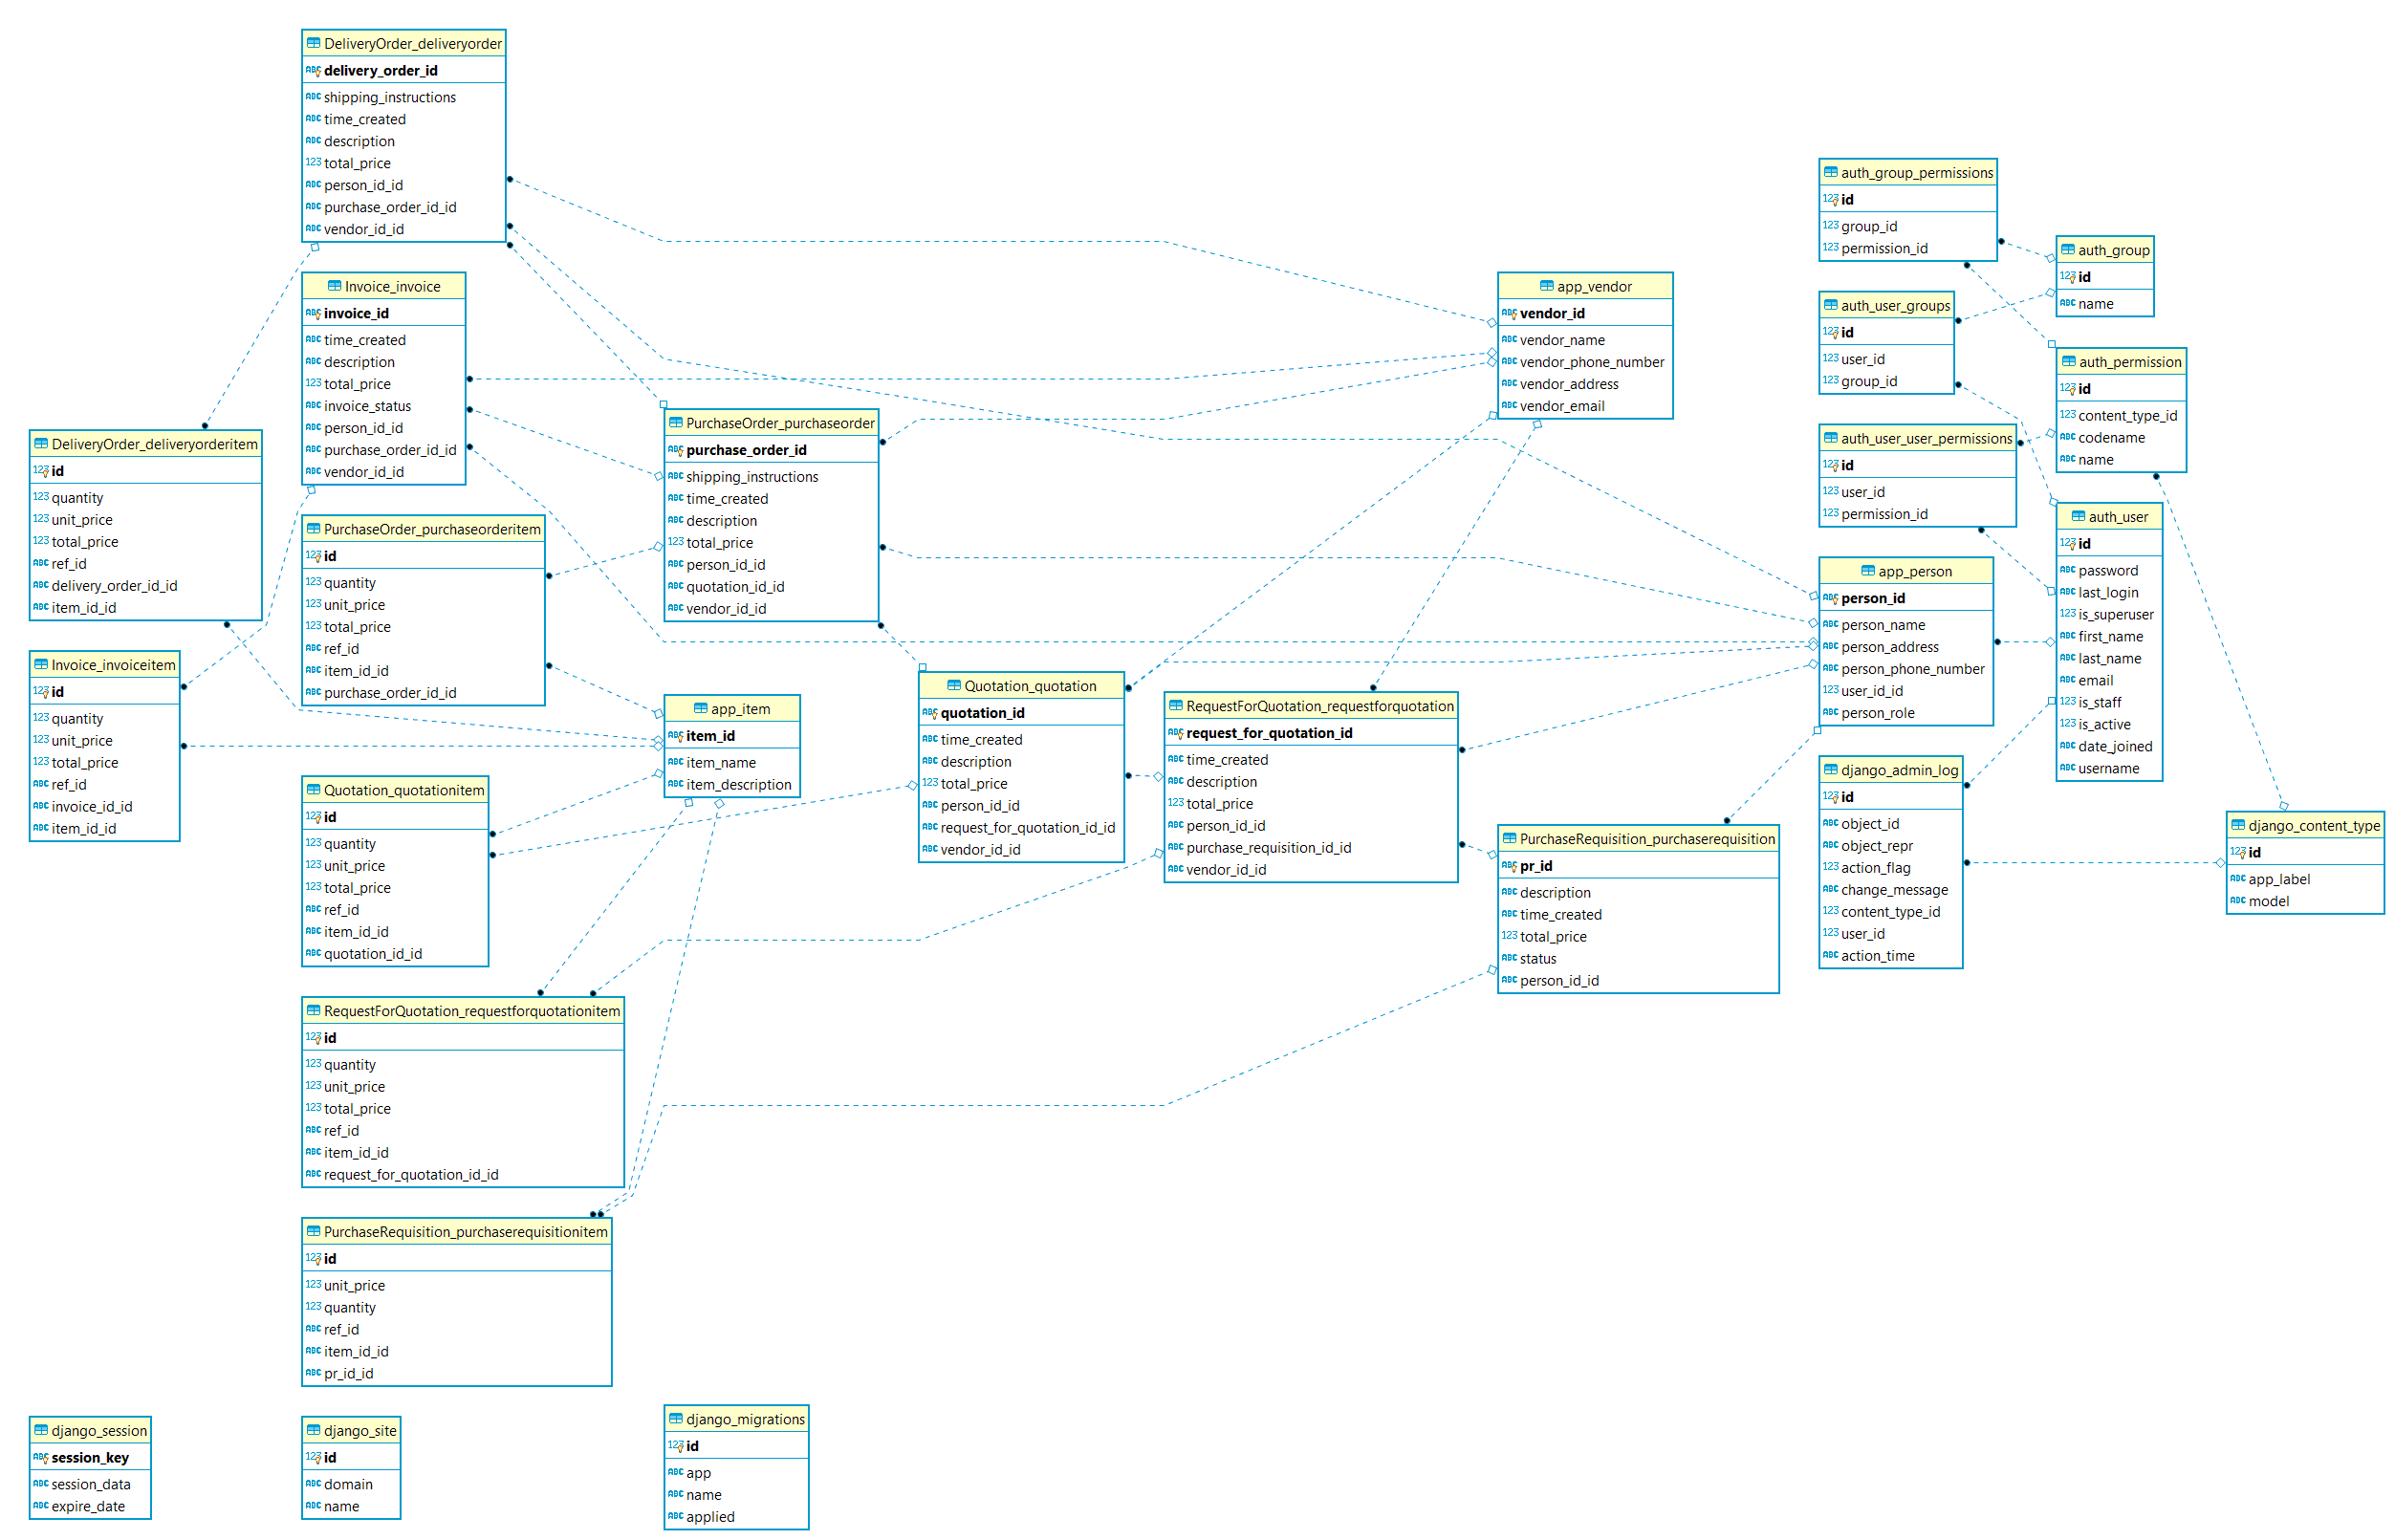 DeliveryOrder_deliveryorder
delivery_order_id
shipping_instructions
time_created
description
total_price
person_id_id
purchase_order_id_id
vendor_id_id
Invoice_invoice
invoice_id
time_created
description
total_price
invoice_status
person_id_id
purchase_order_id_id
vendor_id_id
DeliveryOrder_deliveryorderitem
id
quantity
unit_price
total_price
ref_id
delivery_order_id_id
item_id_id
PurchaseOrder_purchaseorderitem
id
quantity
unit_price
total_price
ref_id
item_id_id
purchase_order_id_id
Invoice_invoiceitem
id
quantity
unit_price
total_price
ref_id
invoice_id_id
item_id_id
Quotation_quotationitem
id
quantity
unit_price
total_price
ref_id
item_id_id
quotation_id_id
RequestForQuotation_requestforquotationitem
id
quantity
unit_price
total_price
ref_id
item_id_id
request_for_quotation_id_id
PurchaseRequisition_purchaserequisitionitem
id
unit_price
quantity
ref_id
item_id_id
pr_id_id
django_session
session_key
session_data
expire_date
django_site
id
domain
name
django_migrations
id
app
name
applied
PurchaseOrder_purchaseorder
purchase_order_id
shipping_instructions
time_created
description
total_price
person_id_id
quotation_id_id
vendor_id_id
app_item
item_id
item_name
item_description
Quotation_quotation
quotation_id
time_created
description
total_price
person_id_id
request_for_quotation_id_id
vendor_id_id
RequestForQuotation_requestforquotation
request_for_quotation_id
time_created
description
total_price
person_id_id
purchase_requisition_id_id
vendor_id_id
app_vendor
vendor_id
vendor_name
vendor_phone_number
vendor_address
vendor_email
PurchaseRequisition_purchaserequisition
pr_id
description
time_created
total_price
status
person_id_id
auth_group_permissions
id
group_id
permission_id
auth_user_groups
id
user_id
group_id
auth_user_user_permissions
id
user_id
permission_id
app_person
person_id
person_name
person_address
person_phone_number
user_id_id
person_role
django_admin_log
id
object_id
object_repr
action_flag
change_message
content_type_id
user_id
action_time
auth_group
id
name
auth_permission
id
content_type_id
codename
name
auth_user
id
password
last_login
is_superuser
first_name
last_name
email
is_staff
is_active
date_joined
username
django_content_type
id
app_label
model